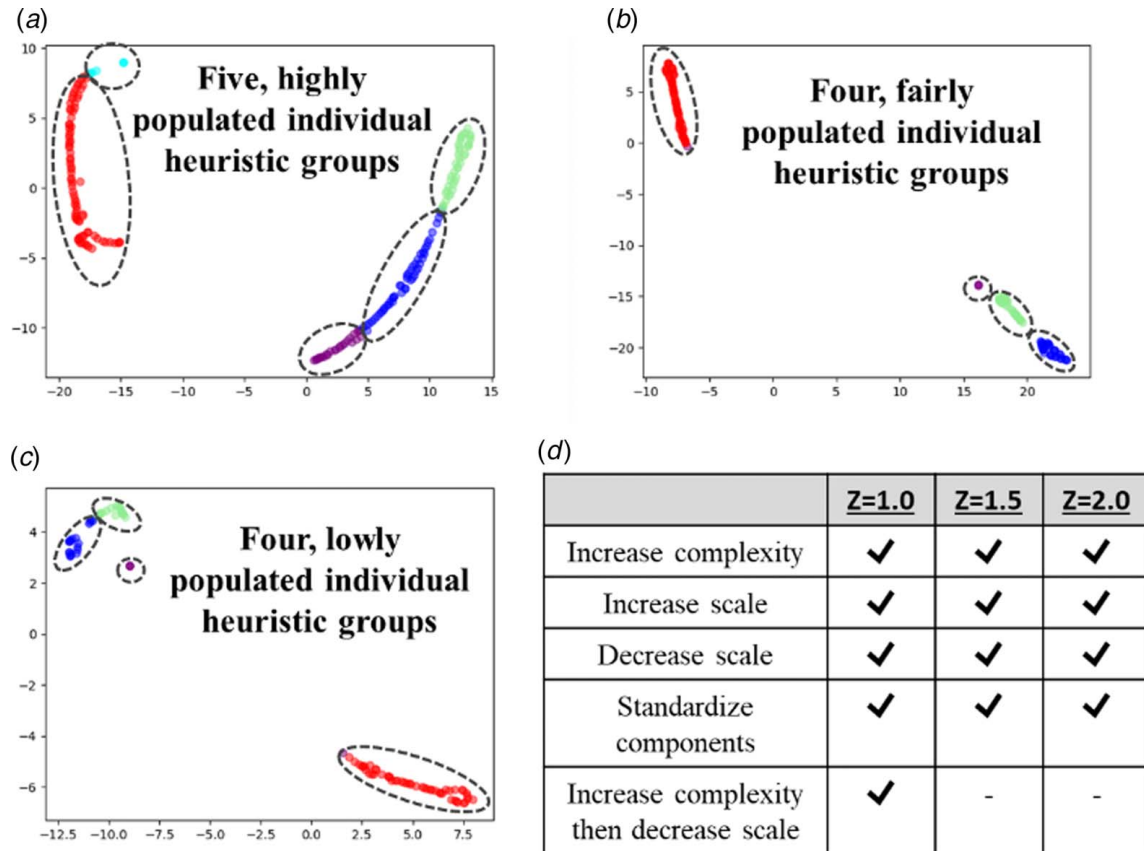 (a)
10
5
0
−5
−10
−20
−15
−10
−5
0
5
10
15
Five, highly
populated individual
heuristic groups
(b)
5
0
−5
−10
−15
−20
−10
−5
0
5
10
15
20
Four, fairly
populated individual
heuristic groups
(c)
4
2
0
−2
−4
−6
−12.5
−10.0
−7.5
−5.0
−2.5
0.0
2.5
5.0
7.5
Four, lowly
populated individual
heuristic groups
(d)
Z=1.0 Z=1.5 Z=2.0
Increase complexity ✓ ✓ ✓
Increase scale ✓ ✓ ✓
Decrease scale ✓ ✓ ✓
Standardize ✓ ✓ ✓
components
Increase complexity ✓ - -
then decrease scale